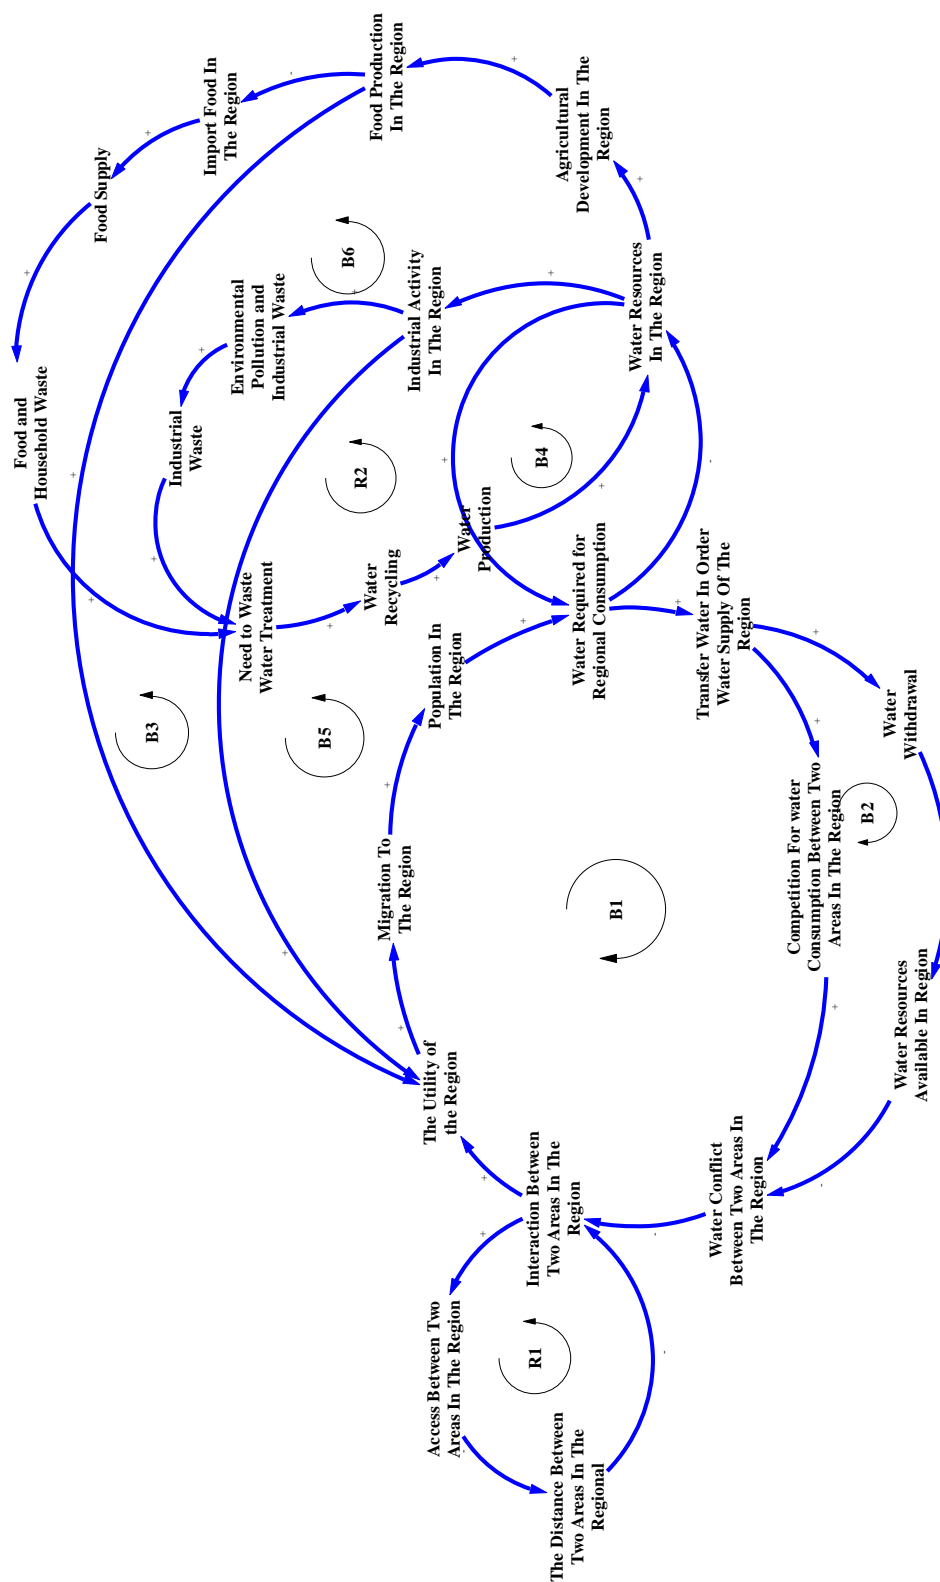 Food Production
In The Region
Import Food In
The Region
Food Supply
Food and
Household Waste
Agricultural
Development In The
Region
Water Resources
In The Region
Industrial Activity
In The Region
Environmental
Pollution and
Industrial Waste
Industrial
Waste
Need to Waste
Water Treatment
Water
Recycling
Water
Production
Water Required for
Regional Consumption
Population In
The Region
Migration To
The Region
The Utility of
the Region
Transfer Water In Order
Water Supply Of The
Region
Water
Withdrawal
Competition For water
Consumption Between Two
Areas In The Region
Water Resources
Available In Region
Water Conflict
Between Two Areas In
The Region
Interaction Between
Two Areas In The
Region
Access Between Two
Areas In The Region
The Distance Between
Two Areas In The
Regional
B6
R2
B4
B3
B5
B1
B2
R1